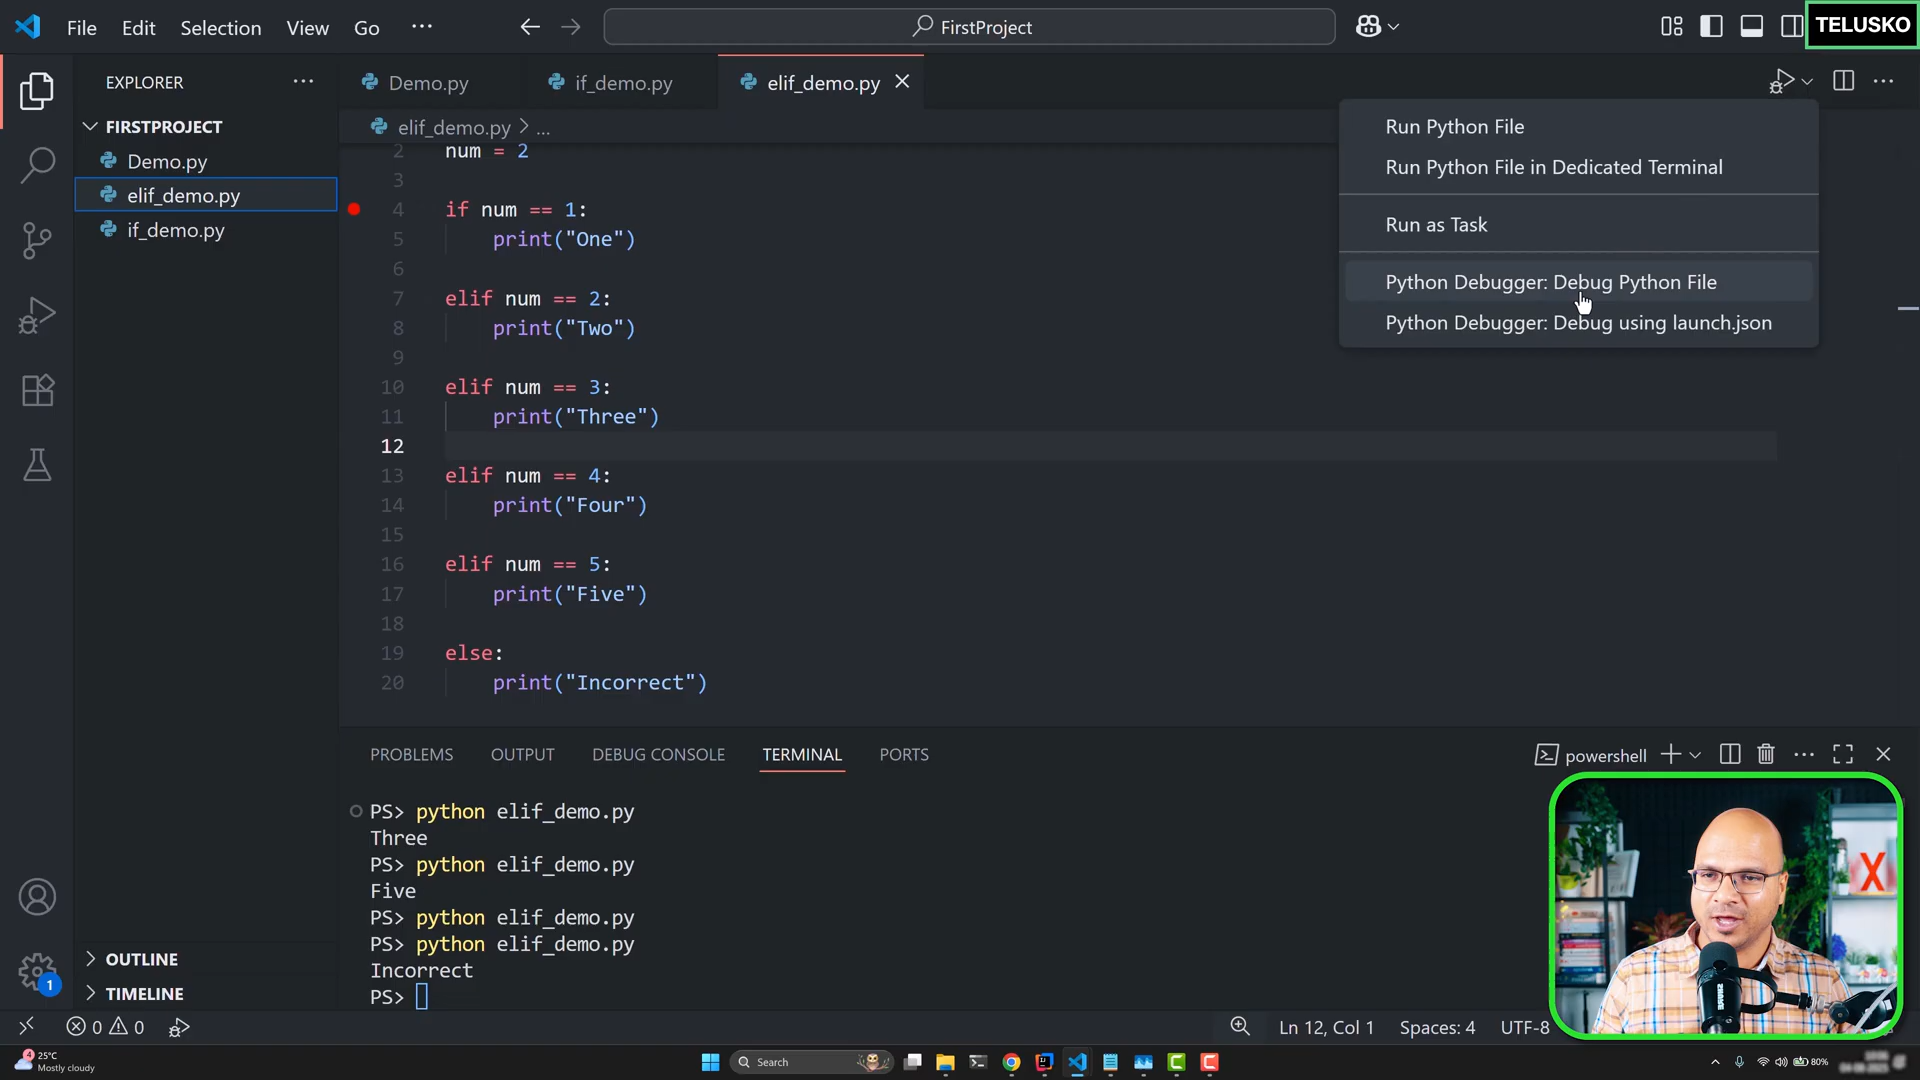 File Edit Selection View Go ···
FirstProject
TELUSKO
EXPLORER
FIRSTPROJECT
Demo.py
elif_demo.py
if_demo.py
OUTLINE
TIMELINE
Demo.py
if_demo.py
elif_demo.py
elif_demo.py > ...
2 num = 2
3
4 if num == 1:
5 print("One")
6
7 elif num == 2:
8 print("Two")
9
10 elif num == 3:
11 print("Three")
12
13 elif num == 4:
14 print("Four")
15
16 elif num == 5:
17 print("Five")
18
19 else:
20 print("Incorrect")
Run Python File
Run Python File in Dedicated Terminal
Run as Task
Python Debugger: Debug Python File
Python Debugger: Debug using launch.json
PROBLEMS OUTPUT DEBUG CONSOLE TERMINAL PORTS
powershell
PS> python elif_demo.py
Three
PS> python elif_demo.py
Five
PS> python elif_demo.py
PS> python elif_demo.py
Incorrect
PS>
1
0 0
Ln 12, Col 1 Spaces: 4 UTF-8
4
25°C
Mostly cloudy
Search
80%